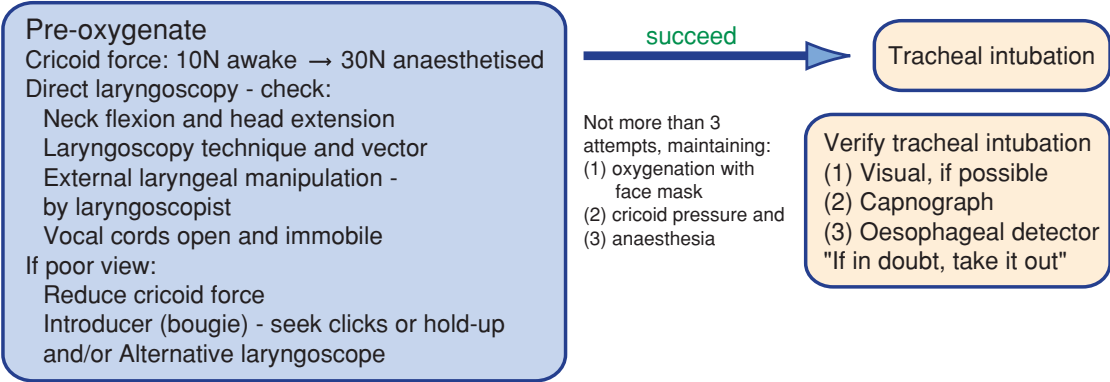 Pre-oxygenate
Cricoid force: 10N awake → 30N anaesthetised
Direct laryngoscopy - check:
Neck flexion and head extension
Laryngoscopy technique and vector
External laryngeal manipulation -
by laryngoscopist
Vocal cords open and immobile
If poor view:
Reduce cricoid force
Introducer (bougie) - seek clicks or hold-up
and/or Alternative laryngoscope
succeed
Not more than 3
attempts, maintaining:
(1) oxygenation with
face mask
(2) cricoid pressure and
(3) anaesthesia
Tracheal intubation
Verify tracheal intubation
(1) Visual, if possible
(2) Capnograph
(3) Oesophageal detector
"If in doubt, take it out"